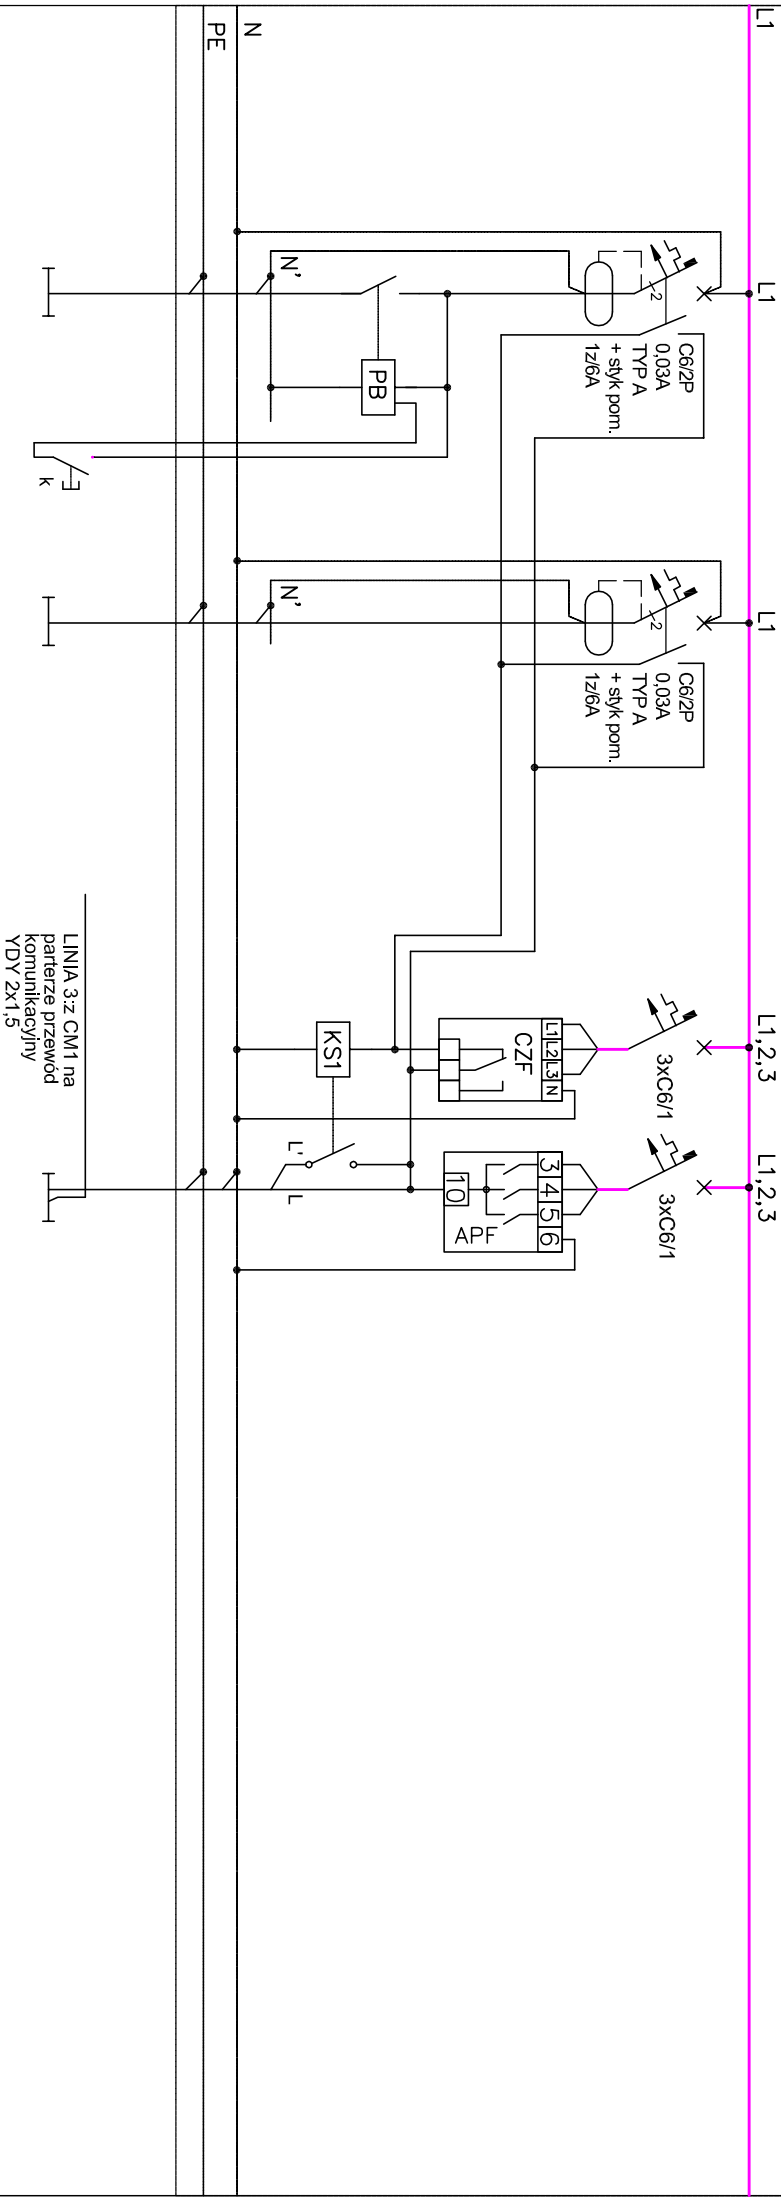 L1
L1
C6/2P
0,03A
TYP A
+ styk pom.
1z/6A
2
N'
PB
k
L1
C6/2P
0,03A
TYP A
+ styk pom.
1z/6A
2
N'
L1,2,3
3xC6/1
L1 L2 L3 N
CZF
KS1
L1,2,3
3xC6/1
3 4 5 6
10
APF
L'
L
N
PE
LINIA 3:z CM1 na
parterze przewód
komunikacyjny
YDY 2x1,5